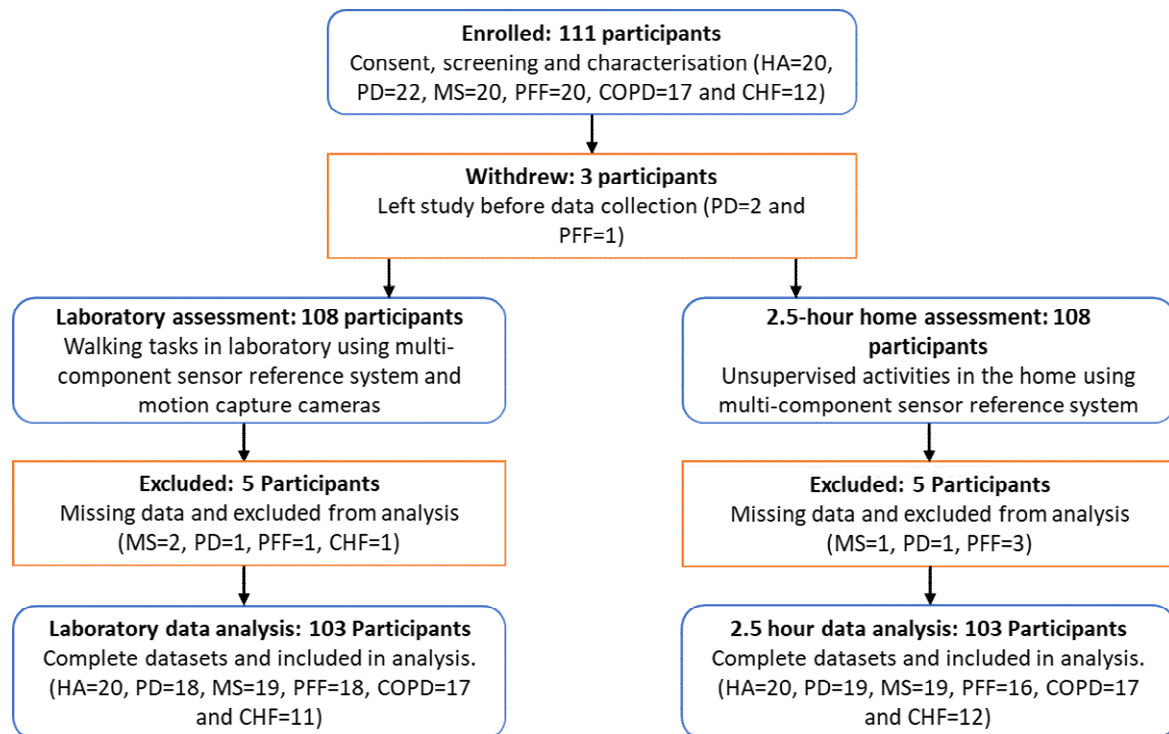 Enrolled: 111 participants
Consent, screening and characterisation (HA=20,
PD=22, MS=20, PFF=20, COPD=17 and CHF=12)
Withdrew: 3 participants
Left study before data collection (PD=2 and
PFF=1)
Laboratory assessment: 108 participants
Walking tasks in laboratory using multi-
component sensor reference system and
motion capture cameras
2.5-hour home assessment: 108
participants
Unsupervised activities in the home using
multi-component sensor reference system
Excluded: 5 Participants
Missing data and excluded from analysis
(MS=2, PD=1, PFF=1, CHF=1)
Excluded: 5 Participants
Missing data and excluded from analysis
(MS=1, PD=1, PFF=3)
Laboratory data analysis: 103 Participants
Complete datasets and included in analysis.
(HA=20, PD=18, MS=19, PFF=18, COPD=17
and CHF=11)
2.5 hour data analysis: 103 Participants
Complete datasets and included in analysis.
(HA=20, PD=19, MS=19, PFF=16, COPD=17
and CHF=12)